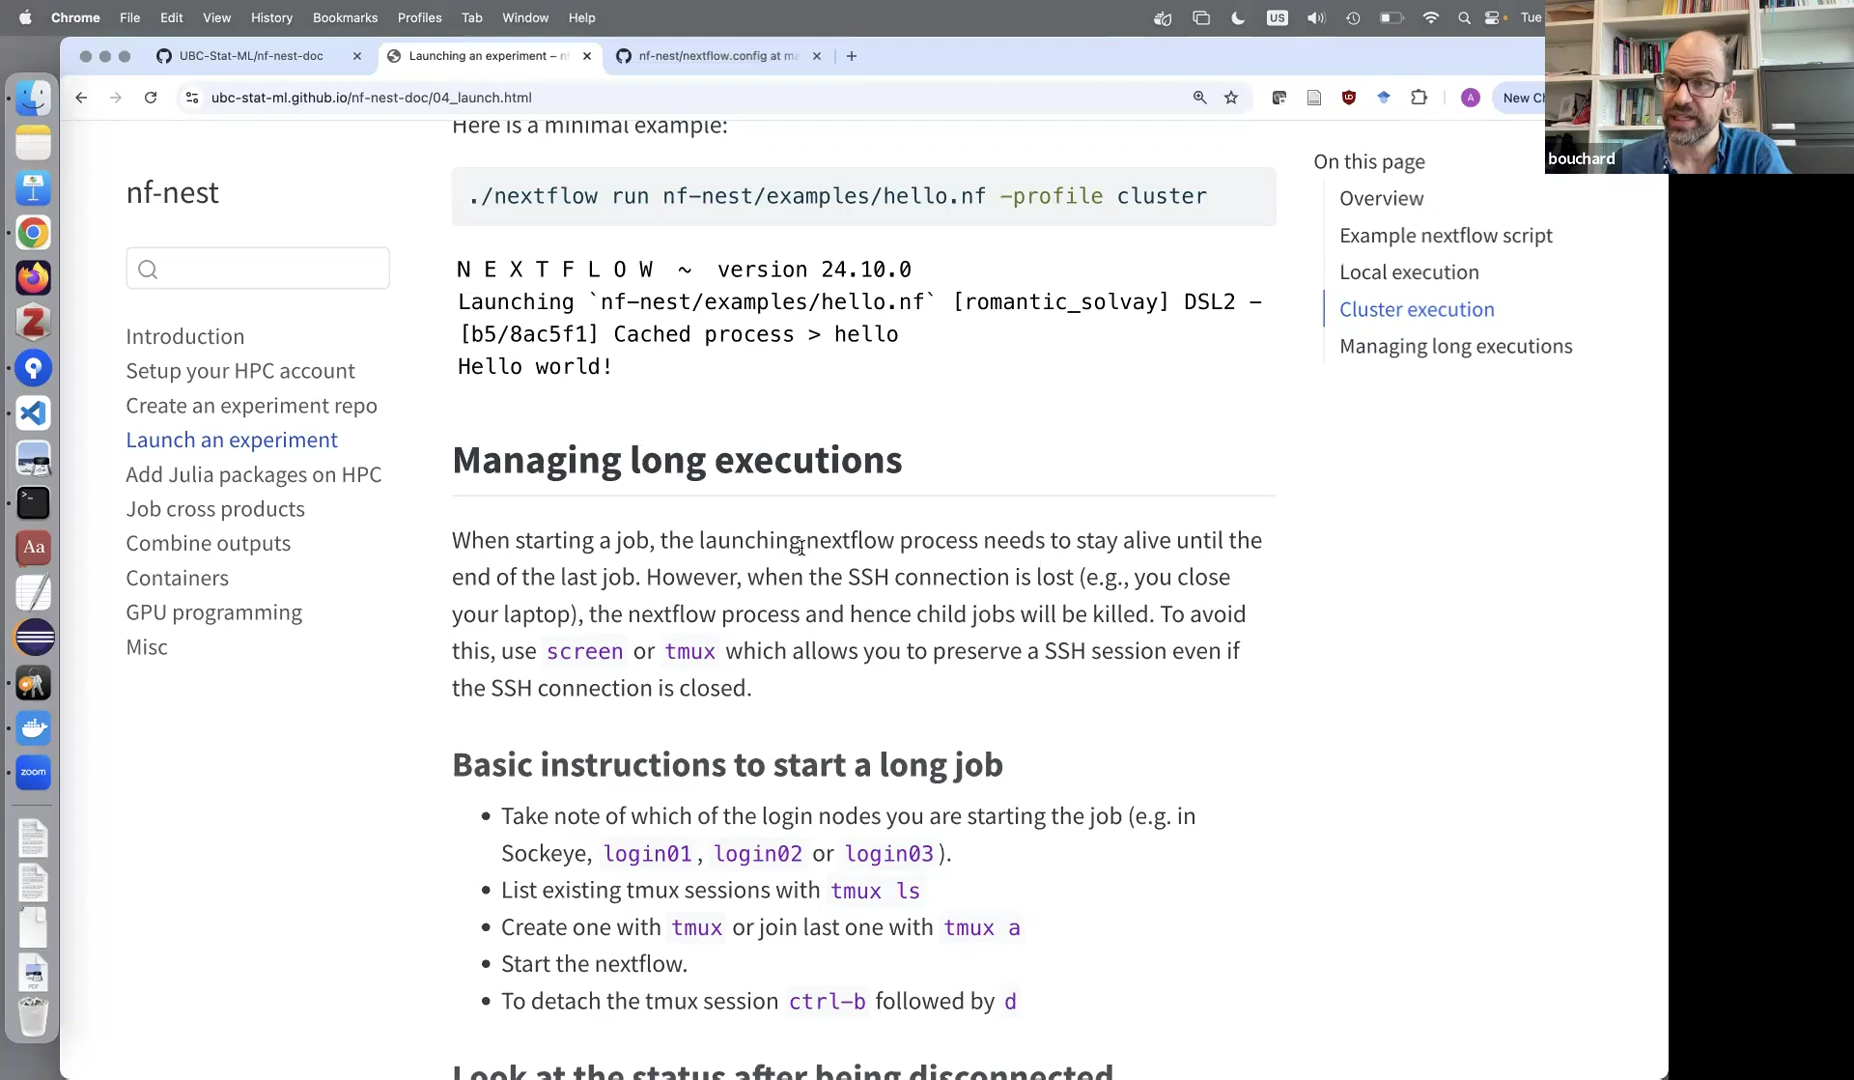 Chrome File Edit View History Bookmarks Profiles Tab Window Help US Tue
UBC-Stat-ML/nf-nest-doc
Launching an experiment – n
nf-nest/nextflow.config at ma
ubc-stat-ml.github.io/nf-nest-doc/04_launch.html
A
New Ch
bouchard
Here is a minimal example:
./nextflow run nf-nest/examples/hello.nf -profile cluster
N E X T F L O W ~ version 24.10.0
Launching `nf-nest/examples/hello.nf` [romantic_solvay] DSL2 -
[b5/8ac5f1] Cached process > hello
Hello world!
nf-nest
Introduction
Setup your HPC account
Create an experiment repo
Launch an experiment
Add Julia packages on HPC
Job cross products
Combine outputs
Containers
GPU programming
Misc
Managing long executions
When starting a job, the launching nextflow process needs to stay alive until the
end of the last job. However, when the SSH connection is lost (e.g., you close
your laptop), the nextflow process and hence child jobs will be killed. To avoid
this, use screen or tmux which allows you to preserve a SSH session even if
the SSH connection is closed.
Basic instructions to start a long job
Take note of which of the login nodes you are starting the job (e.g. in
Sockeye, login01, login02 or login03).
List existing tmux sessions with tmux ls
Create one with tmux or join last one with tmux a
Start the nextflow.
To detach the tmux session ctrl-b followed by d
Look at the status after being disconnected
On this page
Overview
Example nextflow script
Local execution
Cluster execution
Managing long executions
Aa
zoom
PDF